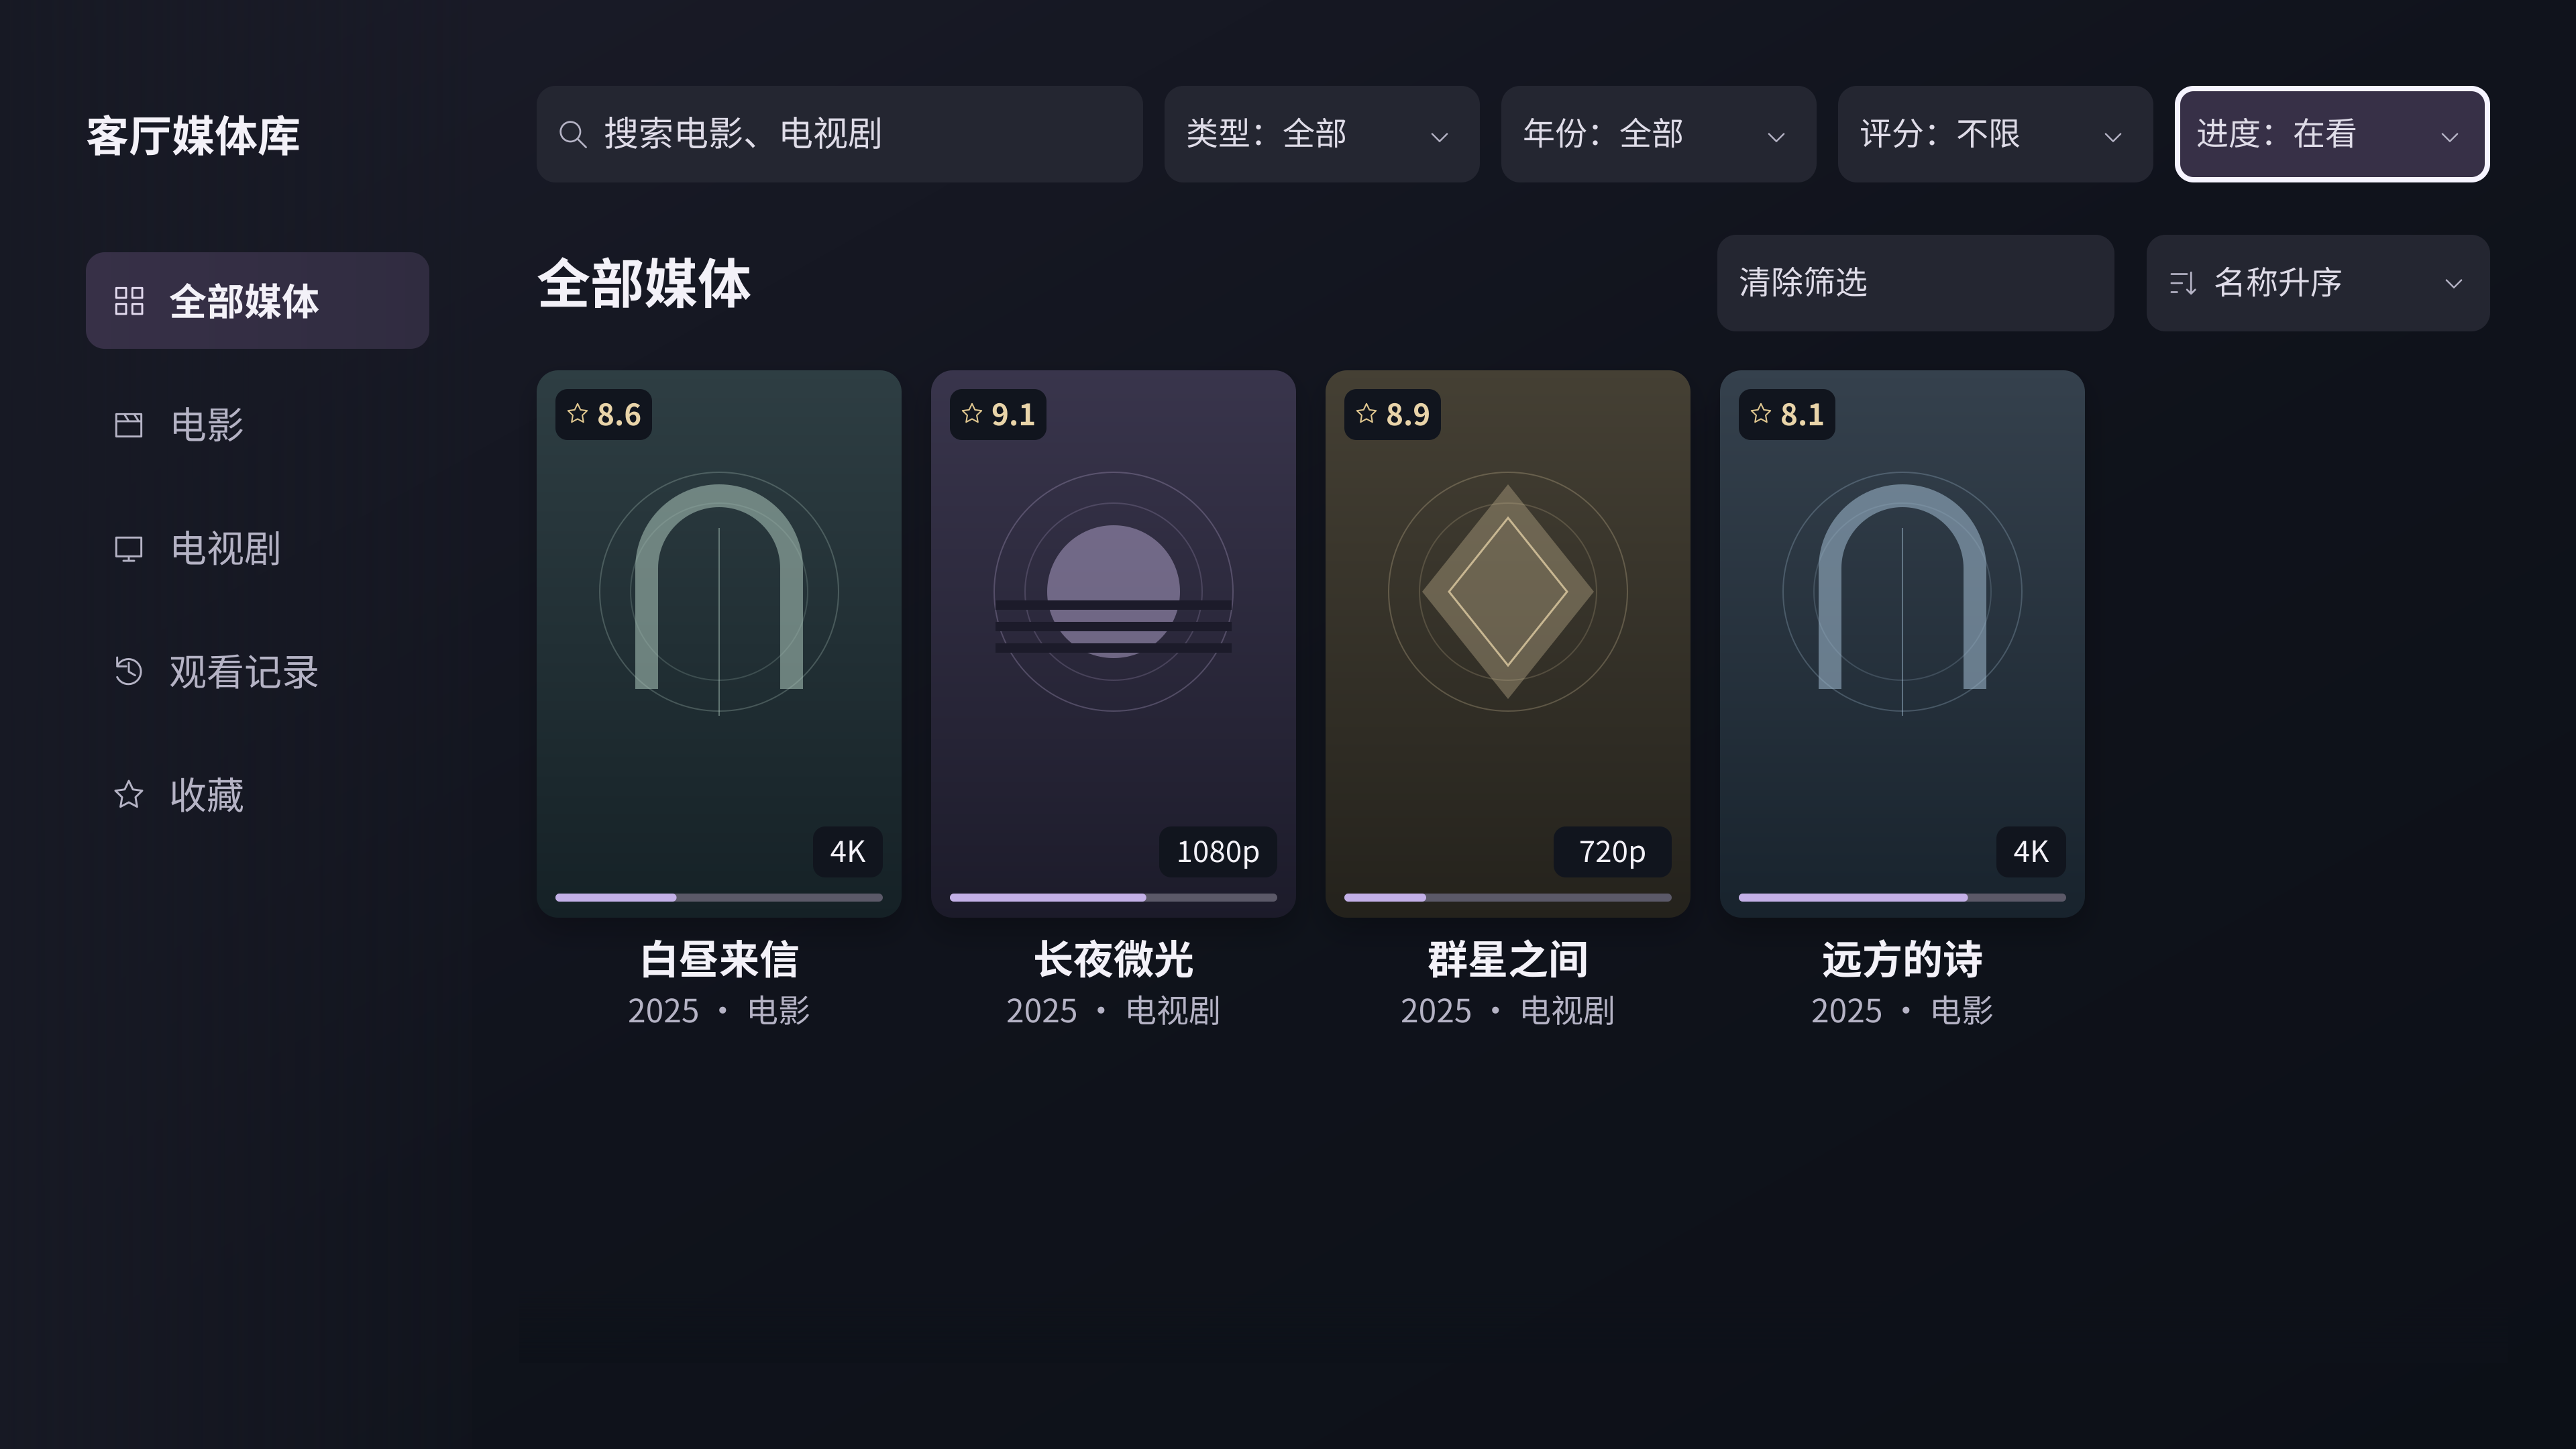 客厅媒体库
搜索电影、电视剧
类型：全部
年份：全部
评分：不限
进度：在看
全部媒体
电影
电视剧
观看记录
收藏
全部媒体
清除筛选
名称升序
8.6
4K
白昼来信
2025 · 电影
9.1
1080p
长夜微光
2025 · 电视剧
8.9
720p
群星之间
2025 · 电视剧
8.1
4K
远方的诗
2025 · 电影